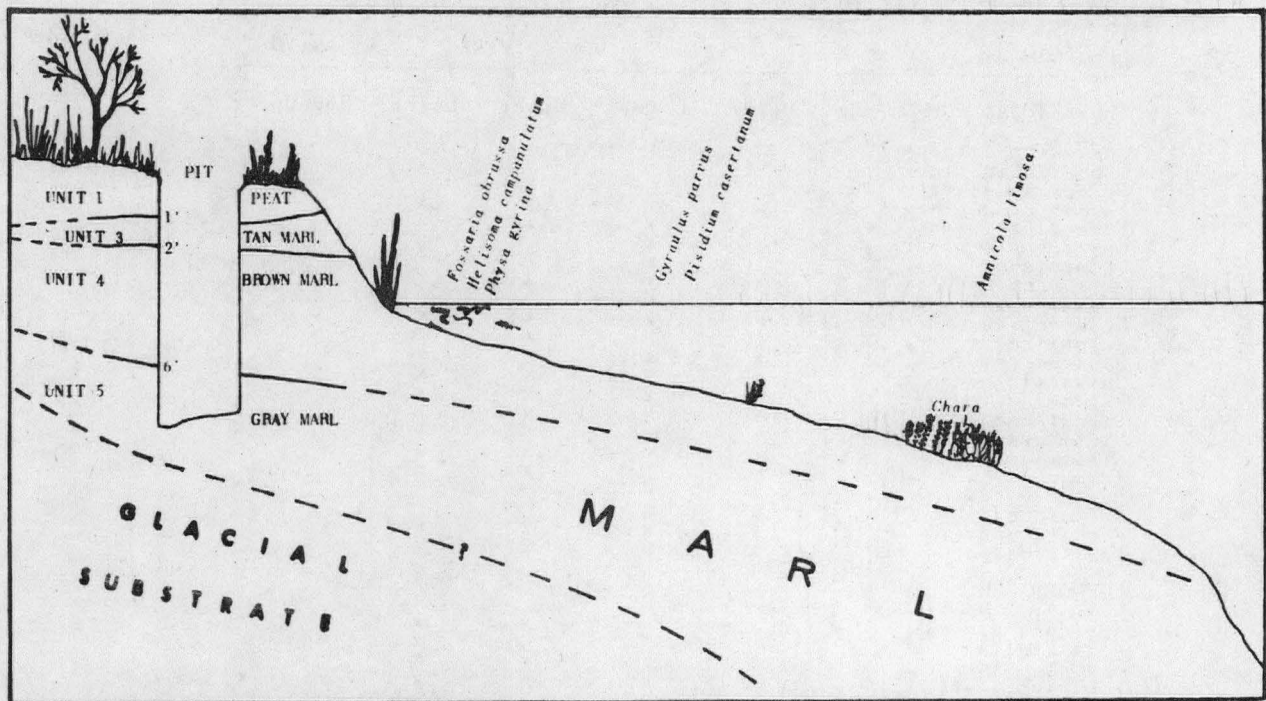 PIT
UNIT 1
PEAT
1'
UNIT 3
TAN MARL
2'
UNIT 4
BROWN MARL
6'
UNIT 5
GRAY MARL
Fossaria obrussa
Helisoma campanulatum
Physa gyrina
Gyraulus parvus
Pisidium casertanum
Amnicola limosa
Chara
MARL
?
GLACIAL
SUBSTRATE